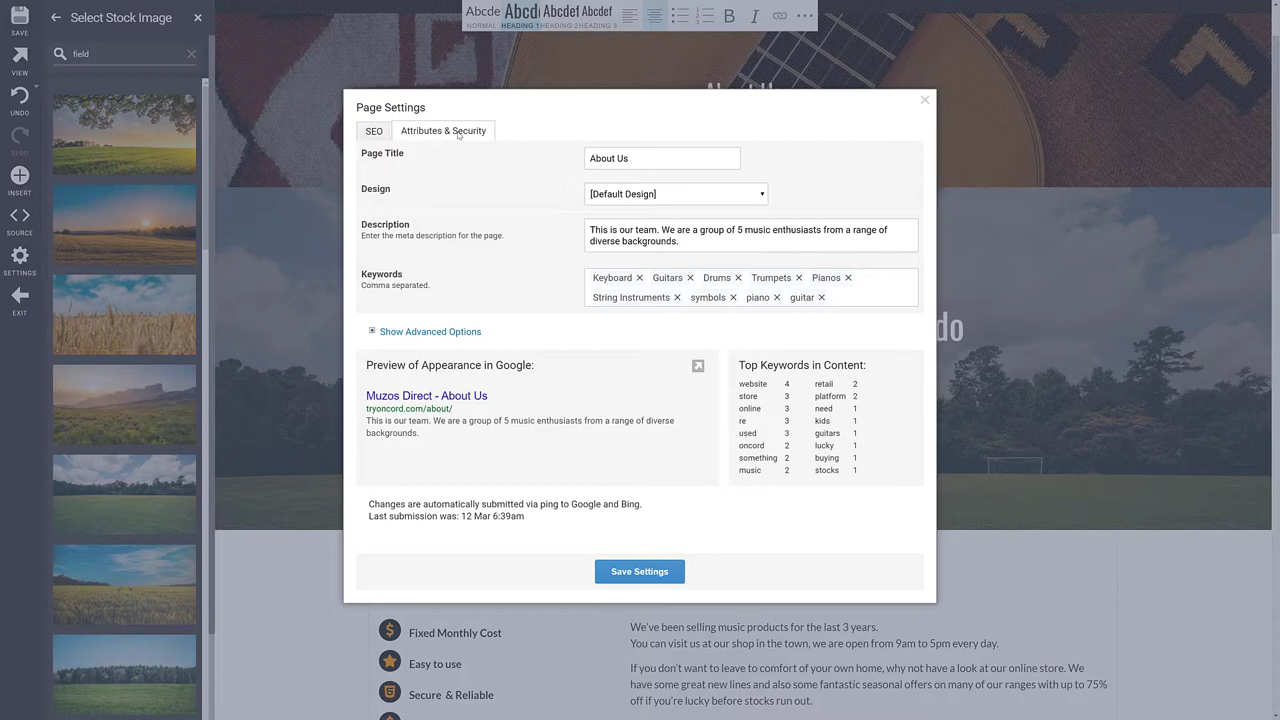 SAVE
VIEW
UNDO
REDO
INSERT
SOURCE
SETTINGS
EXIT
Select Stock Image
field
Abcde
NORMAL
Abcd
HEADING 1
Abcdef
HEADING 2
Abcdef
HEADING 3
B
I
Page Settings
SEO
Attributes & Security
Page Title
About Us
Design
[Default Design]
Description
Enter the meta description for the page.
This is our team. We are a group of 5 music enthusiasts from a range of
diverse backgrounds.
Keywords
Comma separated.
Keyboard
Guitars
Drums
Trumpets
Pianos
String Instruments
symbols
piano
guitar
Show Advanced Options
Preview of Appearance in Google:
Muzos Direct - About Us
tryoncord.com/about/
This is our team. We are a group of 5 music enthusiasts from a range of diverse
backgrounds.
Top Keywords in Content:
website 4 retail 2
store 3 platform 2
online 3 need 1
re 3 kids 1
used 3 guitars 1
oncord 2 lucky 1
something 2 buying 1
music 2 stocks 1
Changes are automatically submitted via ping to Google and Bing.
Last submission was: 12 Mar 6:39am
Save Settings
Fixed Monthly Cost
Easy to use
Secure & Reliable
We've been selling music products for the last 3 years.
You can visit us at our shop in the town, we are open from 9am to 5pm every day.
If you don't want to leave to comfort of your own home, why not have a look at our online store. We
have some great new lines and also some fantastic seasonal offers on many of our ranges with up to 75%
off if you're lucky before stocks run out.